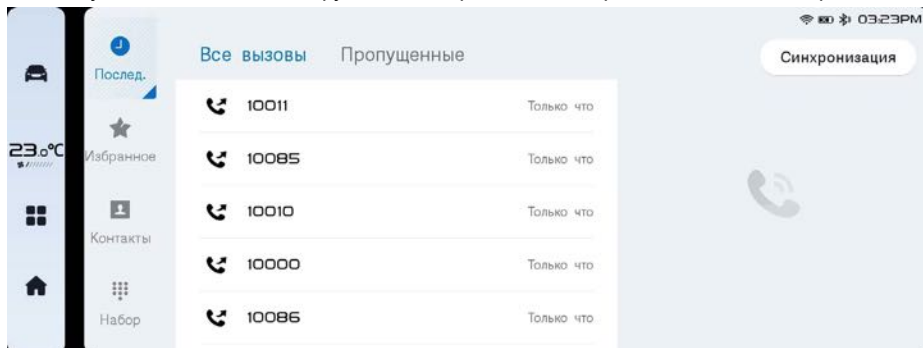 03:23PM
Все вызовы Пропущенные
Синхронизация
Послед.
10011 Только что
23.0°C
Избранное
10085 Только что
10010 Только что
Контакты
10000 Только что
Набор
10086 Только что